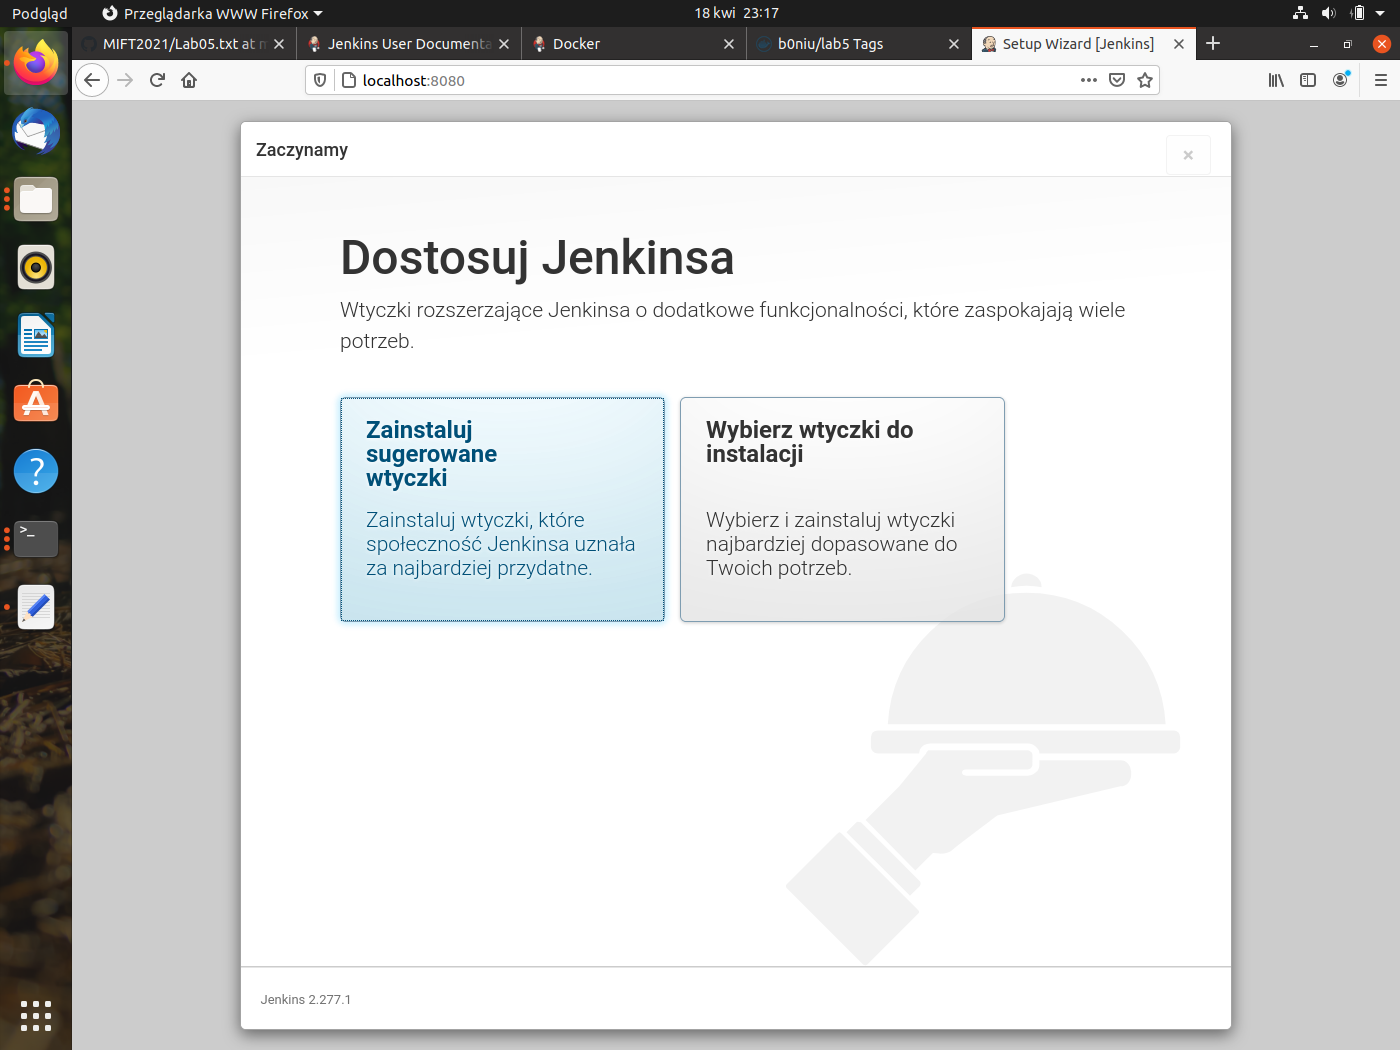 Podgląd
Przeglądarka WWW Firefox
18 kwi 23:17
MIFT2021/Lab05.txt at m
Jenkins User Documenta
Docker
b0niu/lab5 Tags
Setup Wizard [Jenkins]
localhost:8080
Zaczynamy
×
Dostosuj Jenkinsa
Wtyczki rozszerzające Jenkinsa o dodatkowe funkcjonalności, które zaspokajają wiele
potrzeb.
Zainstaluj
sugerowane
wtyczki
Zainstaluj wtyczki, które
społeczność Jenkinsa uznała
za najbardziej przydatne.
Wybierz wtyczki do
instalacji
Wybierz i zainstaluj wtyczki
najbardziej dopasowane do
Twoich potrzeb.
Jenkins 2.277.1